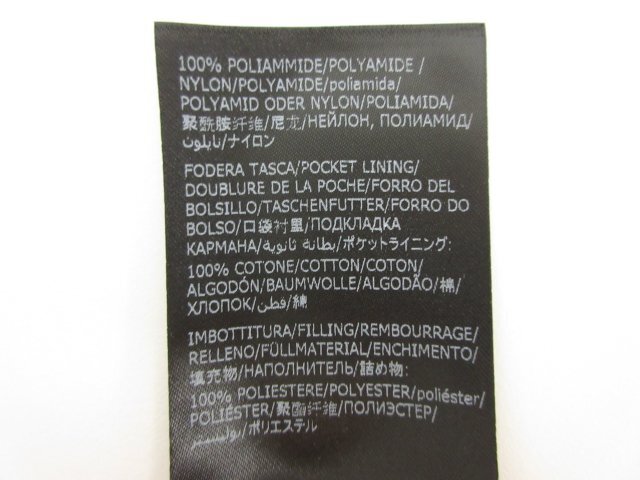 100% POLIAMMIDE/POLYAMIDE /
NYLON/POLYAMIDE/poliamida/
POLYAMID ODER NYLON/POLIAMIDA/
聚酰胺纤维/尼龙/НЕЙЛОН, ПОЛИАМИД/
نايلون/ナイロン
FODERA TASCA/POCKET LINING/
DOUBLURE DE LA POCHE/FORRO DEL
BOLSILLO/TASCHENFUTTER/FORRO DO
BOLSO/口袋衬里/ПОДКЛАДКА
КАРМАНА/بطانة ثانوية/ポケットライニング:
100% COTONE/COTTON/COTON/
ALGODÓN/BAUMWOLLE/ALGODÃO/棉/
ХЛОПОК/قطن/綿
IMBOTTITURA/FILLING/REMBOURRAGE/
RELLENO/FÜLLMATERIAL/ENCHIMENTO/
填充物/НАПОЛНИТЕЛЬ/詰め物:
100% POLIESTERE/POLYESTER/poliéster/
POLIÉSTER/聚酯纤维/ПОЛИЭСТЕР/
بوليستر/ポリエステル